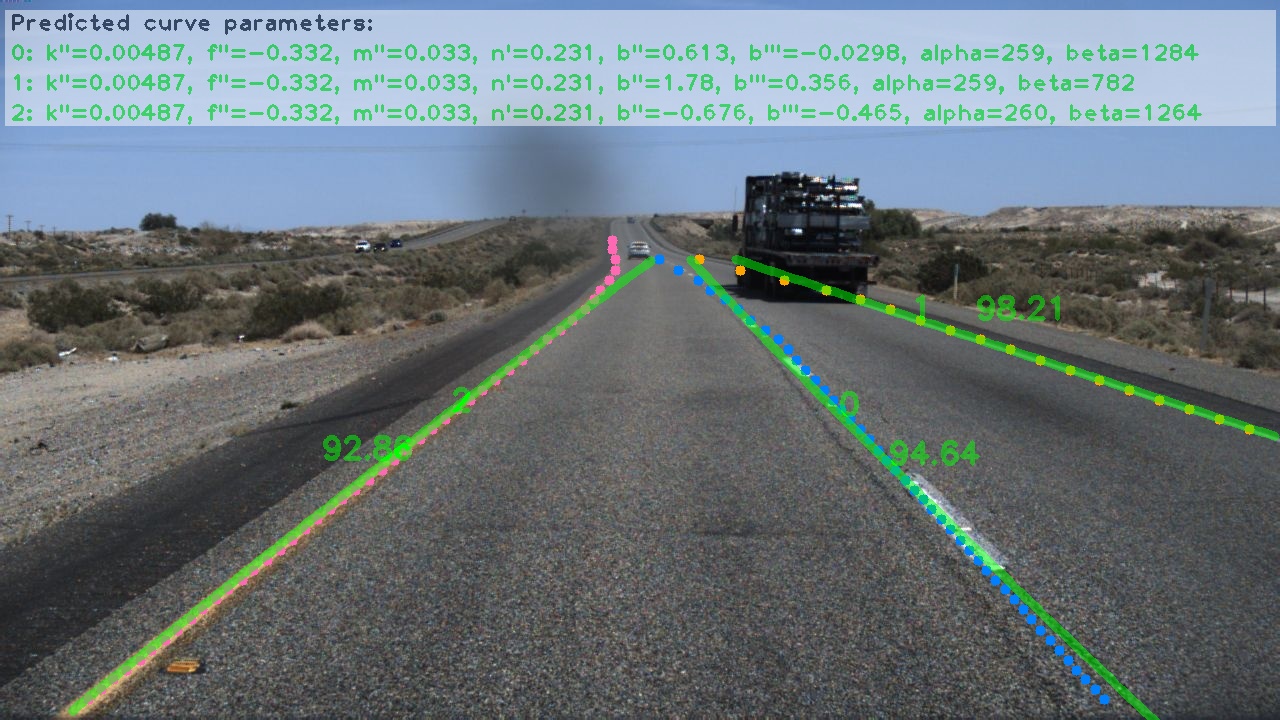 Predicted curve parameters:
0: k''=0.00487, f''=-0.332, m''=0.033, n'=0.231, b''=0.613, b'''=-0.0298, alpha=259, beta=1284
1: k''=0.00487, f''=-0.332, m''=0.033, n'=0.231, b''=1.78, b'''=0.356, alpha=259, beta=782
2: k''=0.00487, f''=-0.332, m''=0.033, n'=0.231, b''=-0.676, b'''=-0.465, alpha=260, beta=1264
1 98.21
2 0
92.86 94.64